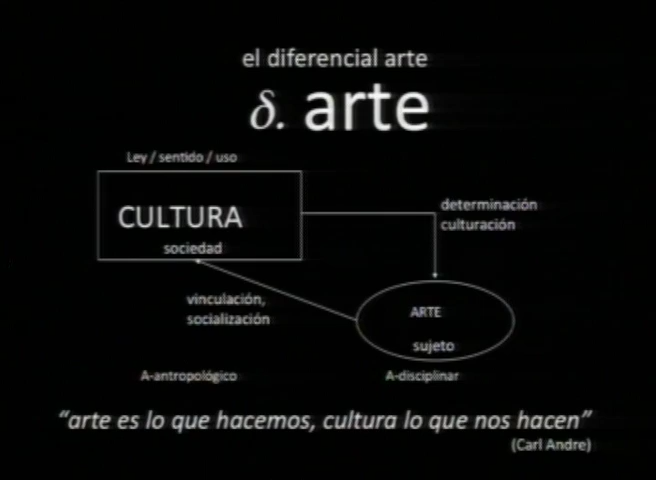 el diferencial arte
δ. arte
Ley / sentido / uso
CULTURA
sociedad
determinación
culturación
vinculación,
socialización
ARTE
sujeto
A-antropológico
A-disciplinar
“arte es lo que hacemos, cultura lo que nos hacen”
(Carl Andre)